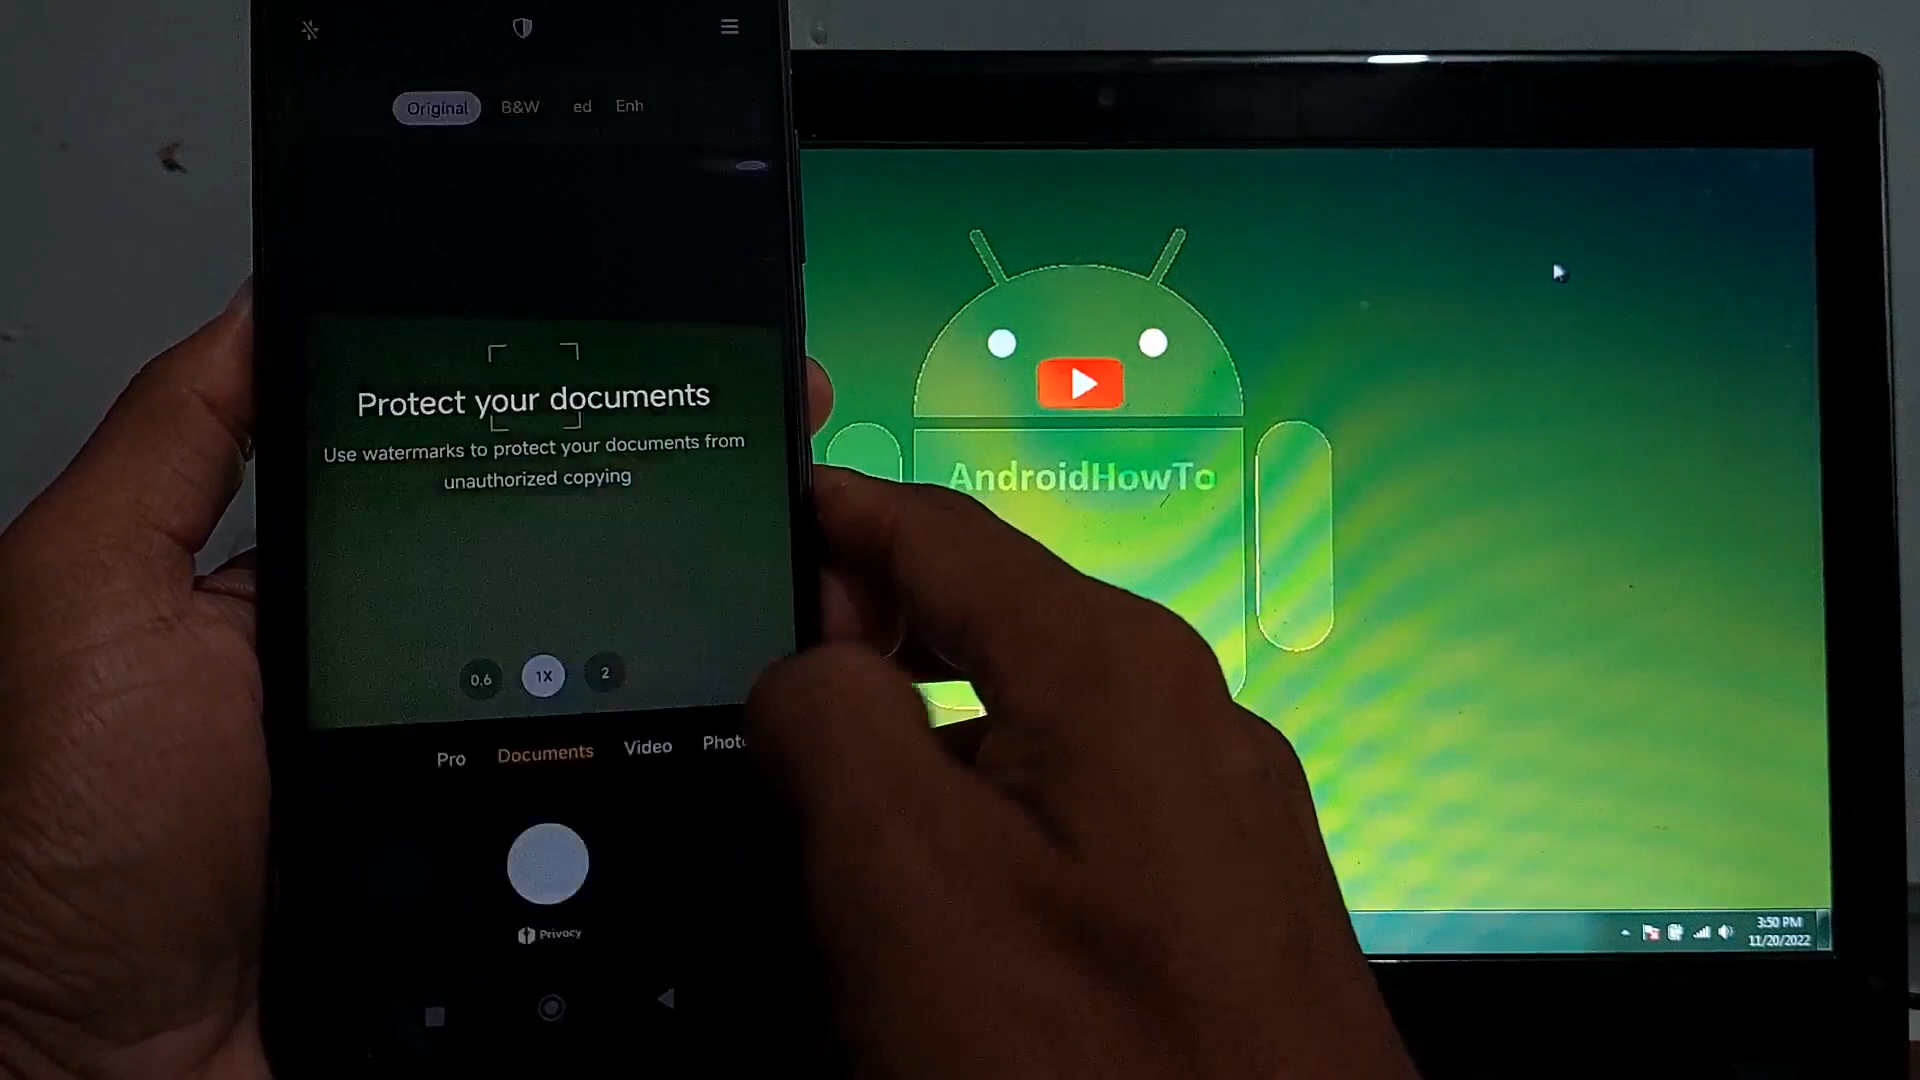 Original B&W ed Enh
Protect your documents
Use watermarks to protect your documents from
unauthorized copying
0.6 1X 2
Pro Documents Video Phot
Privacy
AndroidHowTo
3:50 PM
11/20/2022